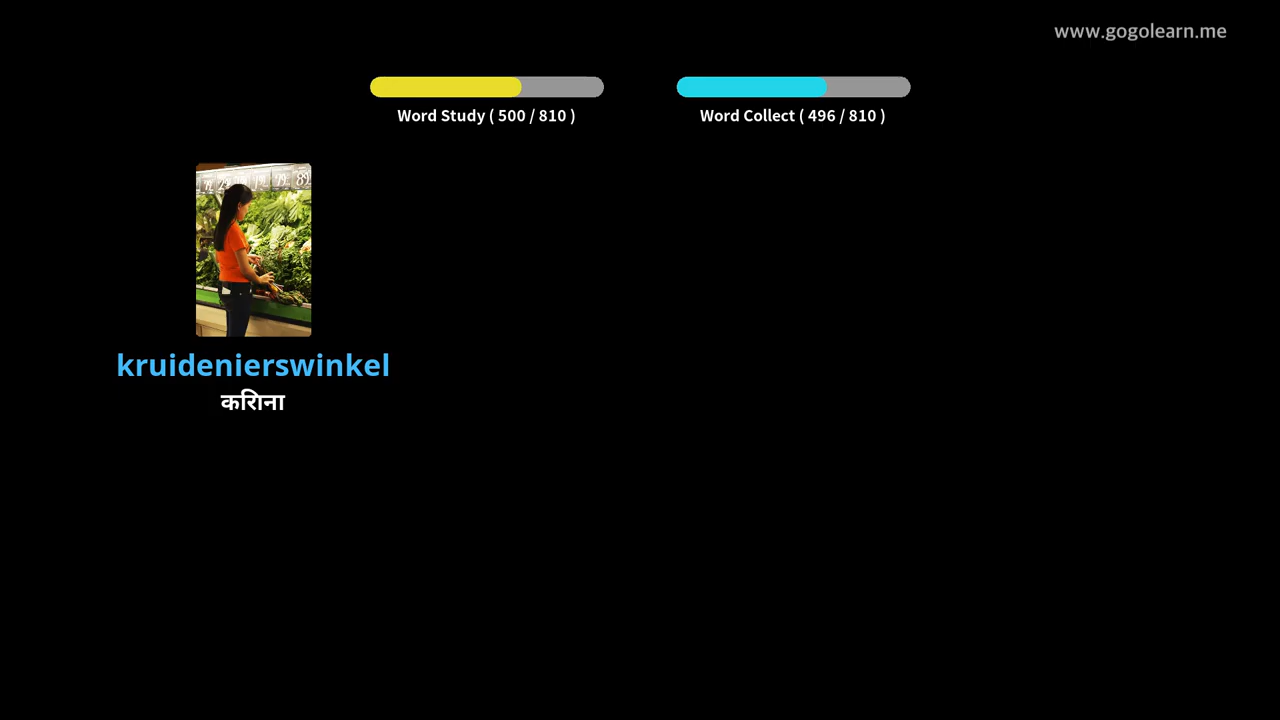 www.gogolearn.me
Word Study ( 500 / 810 )
Word Collect ( 496 / 810 )
kruidenierswinkel
करिाना